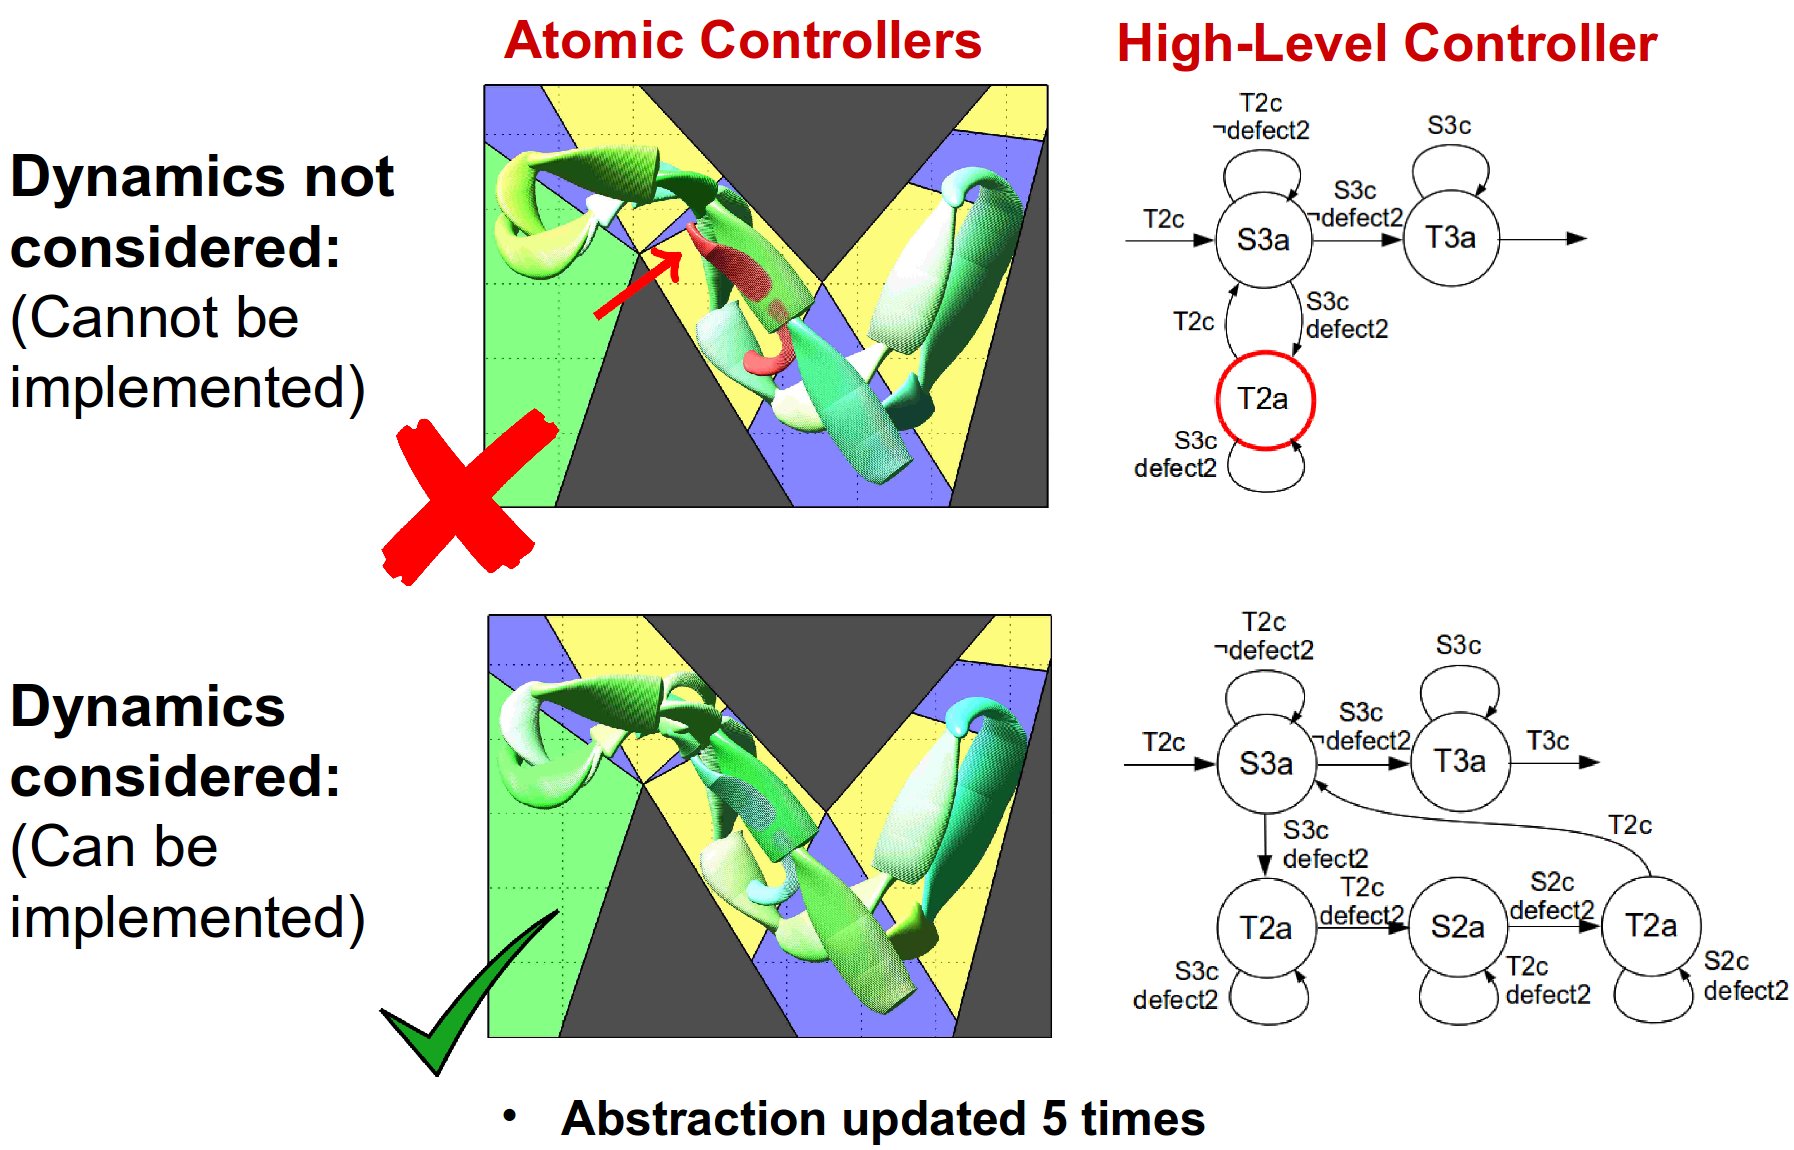 Atomic Controllers
High-Level Controller
Dynamics not
considered:
(Cannot be
implemented)
T2c
¬defect2
S3c
T2c
S3a
S3c
¬defect2
T3a
T2c
S3c
defect2
T2a
S3c
defect2
Dynamics
considered:
(Can be
implemented)
T2c
¬defect2
S3c
T2c
S3a
S3c
¬defect2
T3a
T3c
S3c
defect2
T2c
T2a
T2c
defect2
S2a
S2c
defect2
T2a
S3c
defect2
T2c
defect2
S2c
defect2
• Abstraction updated 5 times